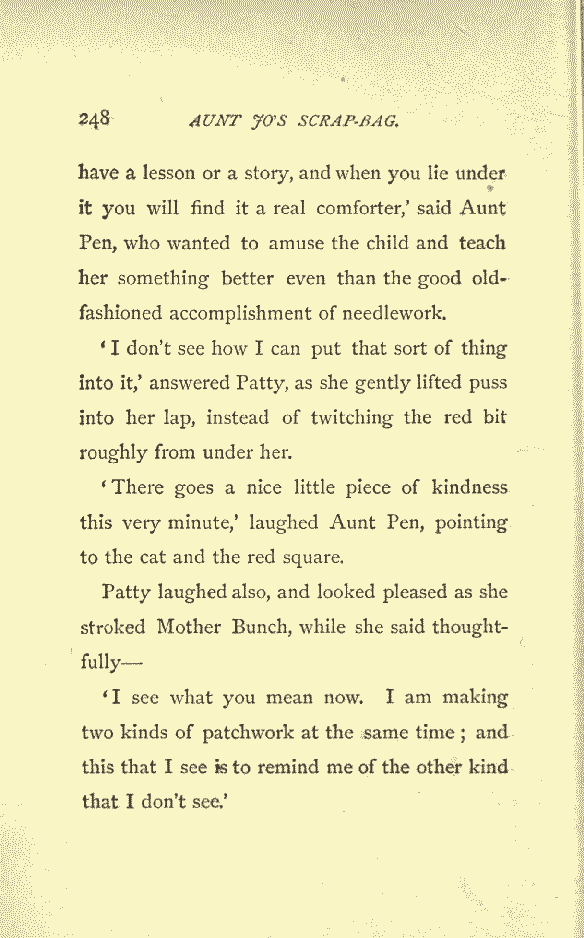 248 AUNT JO'S SCRAP-BAG.
have a lesson or a story, and when you lie under
it you will find it a real comforter,' said Aunt
Pen, who wanted to amuse the child and teach
her something better even than the good old-
fashioned accomplishment of needlework.
'I don't see how I can put that sort of thing
into it,' answered Patty, as she gently lifted puss
into her lap, instead of twitching the red bit
roughly from under her.
'There goes a nice little piece of kindness
this very minute,' laughed Aunt Pen, pointing
to the cat and the red square.
Patty laughed also, and looked pleased as she
stroked Mother Bunch, while she said thought-
fully—
'I see what you mean now. I am making
two kinds of patchwork at the same time; and
this that I see is to remind me of the other kind
that I don't see.'